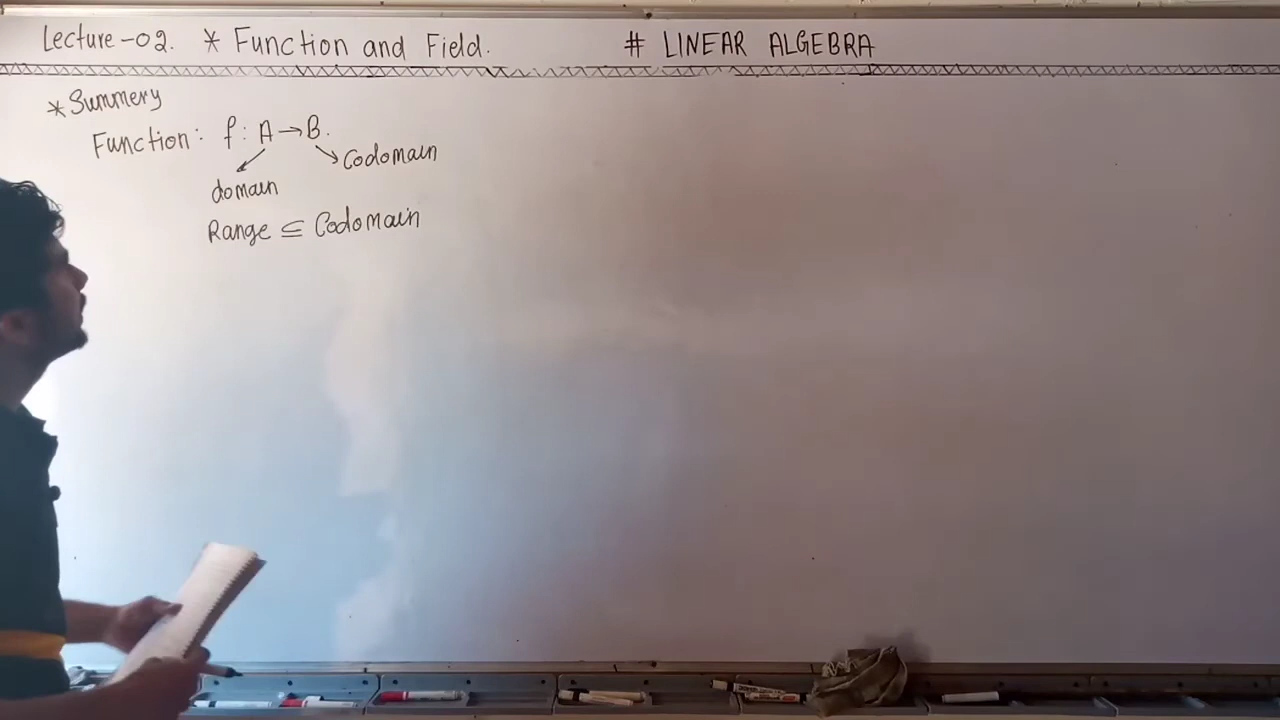 Lecture-02. * Function and Field. # LINEAR ALGEBRA
* Summery
Function: f: A → B.
Codomain
domain
Range ⊆ Codomain